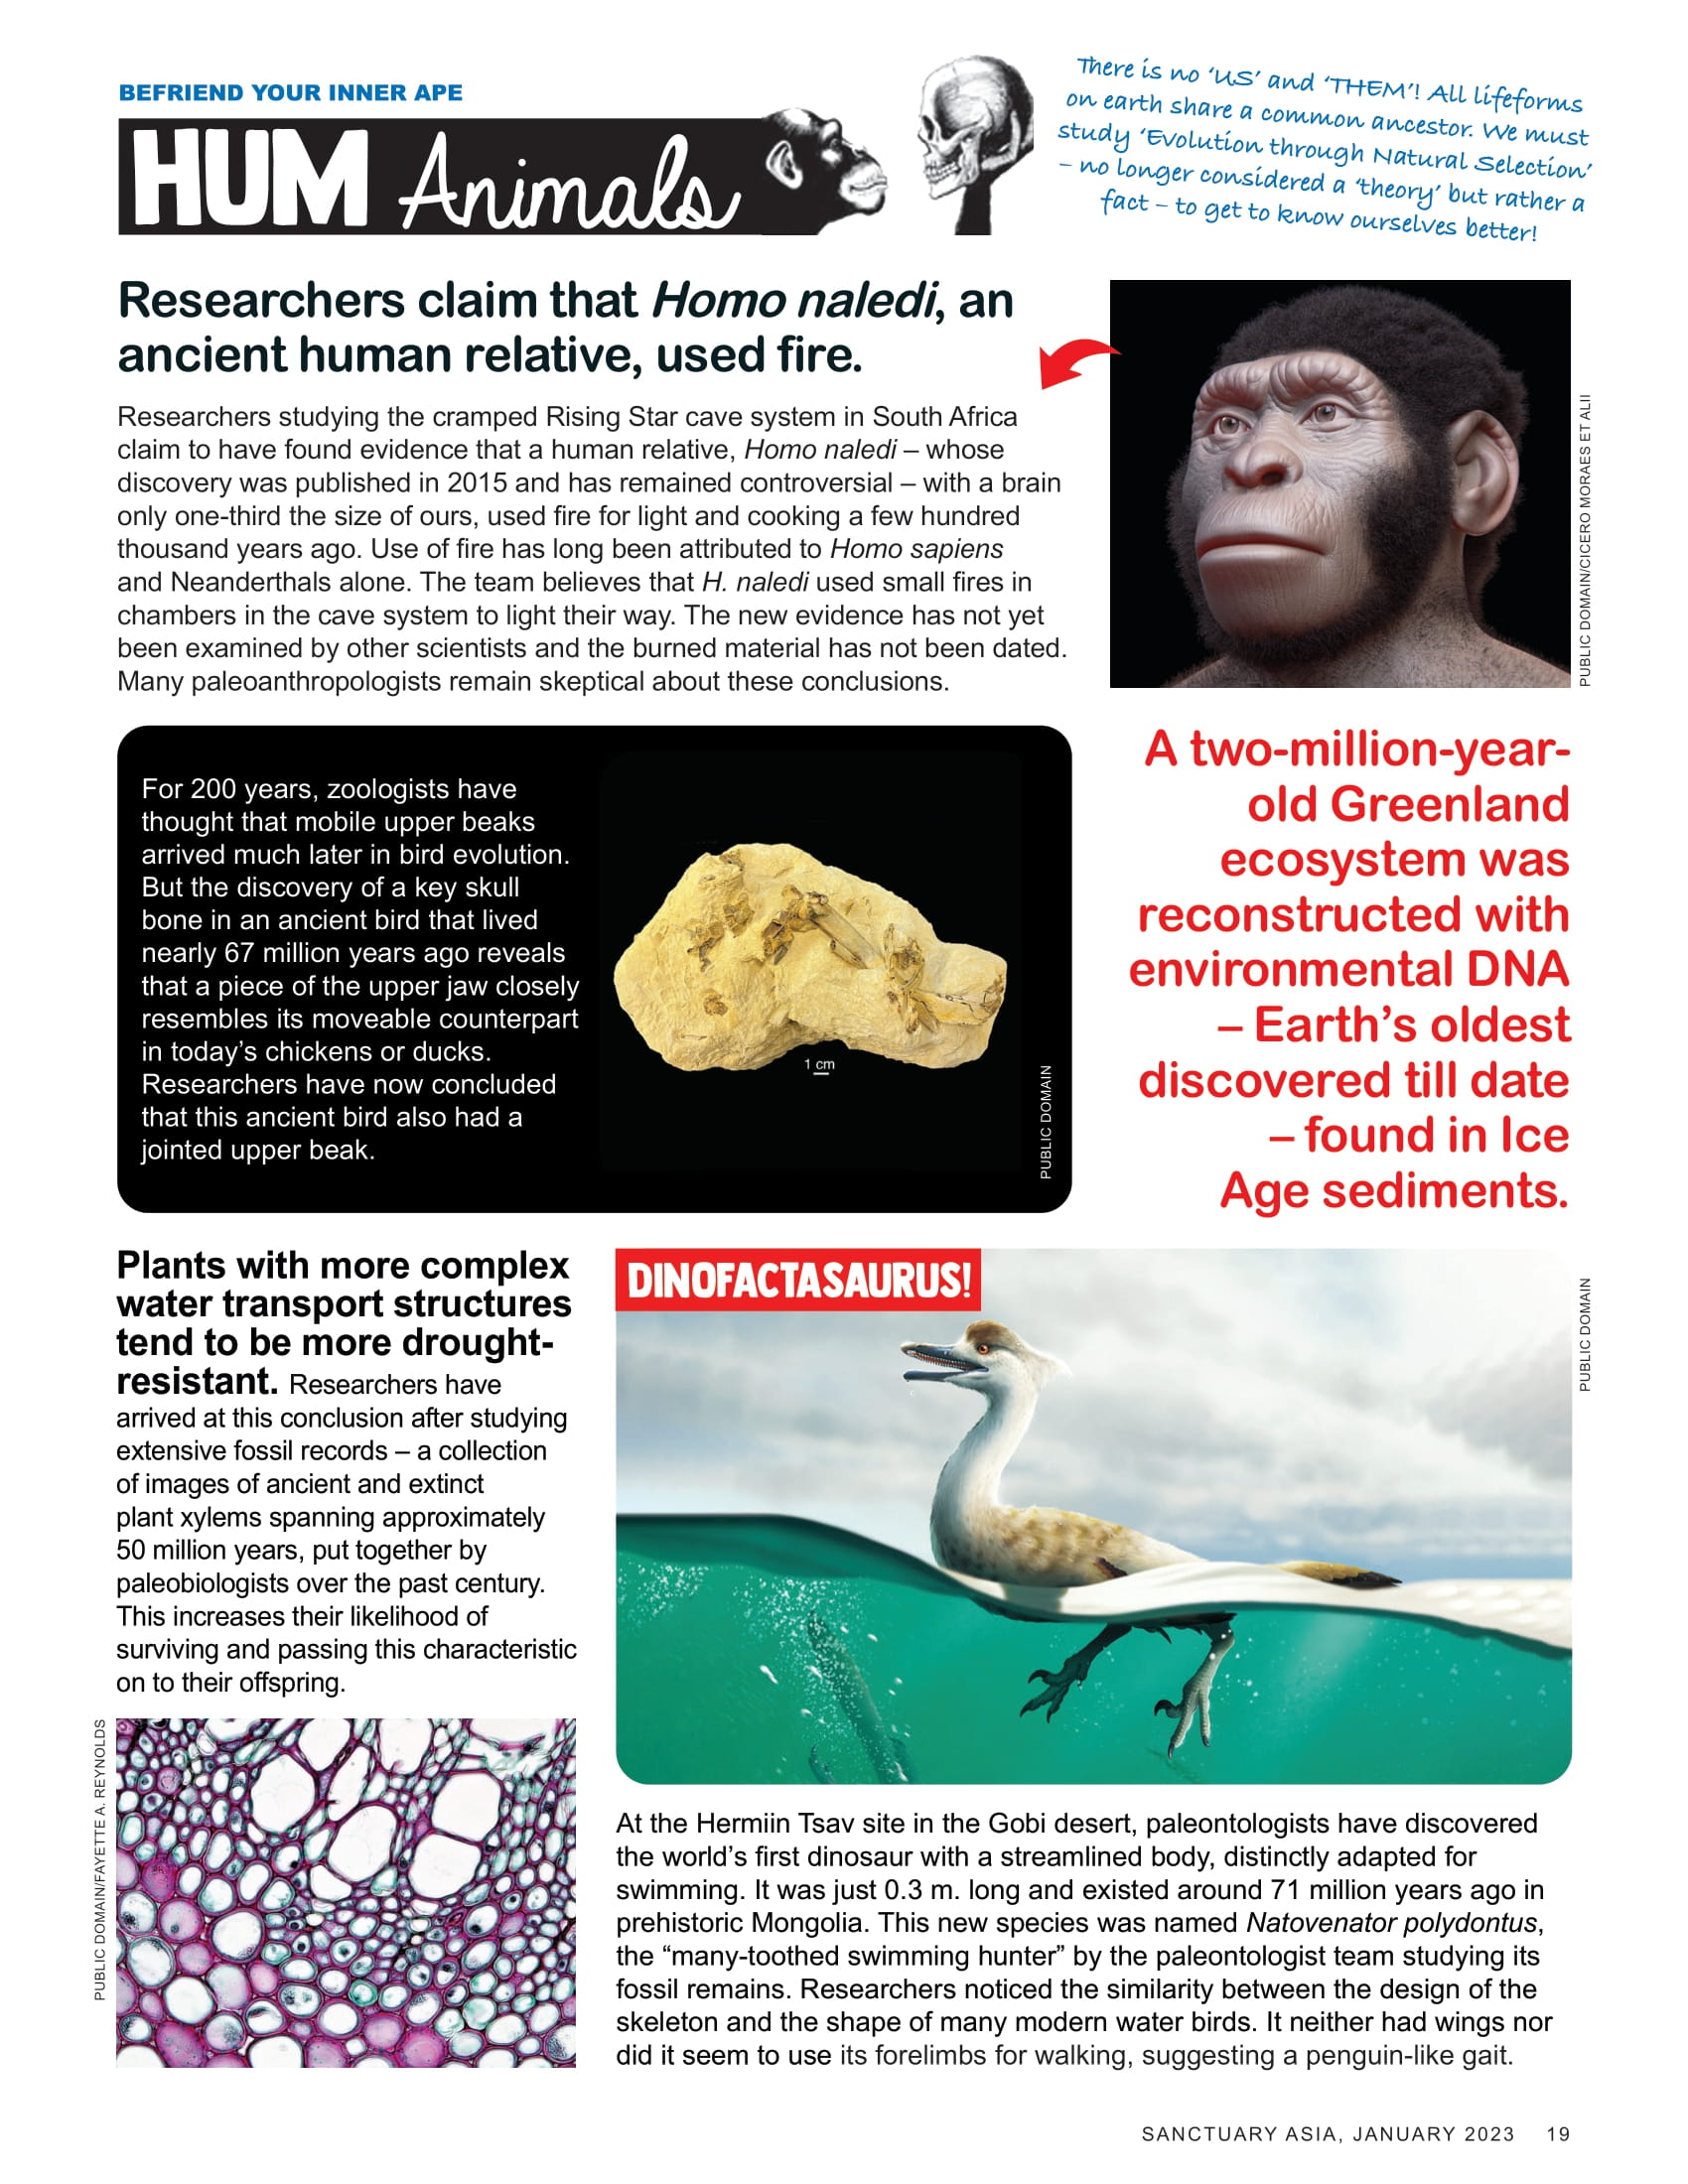 BEFRIEND YOUR INNER APE
HUM Animals
There is no ‘US’ and ‘THEM’! All lifeforms
on earth share a common ancestor. We must
study ‘Evolution through Natural Selection’
– no longer considered a ‘theory’ but rather a
fact – to get to know ourselves better!
Researchers claim that Homo naledi, an
ancient human relative, used fire.
Researchers studying the cramped Rising Star cave system in South Africa
claim to have found evidence that a human relative, Homo naledi – whose
discovery was published in 2015 and has remained controversial – with a brain
only one-third the size of ours, used fire for light and cooking a few hundred
thousand years ago. Use of fire has long been attributed to Homo sapiens
and Neanderthals alone. The team believes that H. naledi used small fires in
chambers in the cave system to light their way. The new evidence has not yet
been examined by other scientists and the burned material has not been dated.
Many paleoanthropologists remain skeptical about these conclusions.
PUBLIC DOMAIN/CICERO MORAES ET ALII
For 200 years, zoologists have
thought that mobile upper beaks
arrived much later in bird evolution.
But the discovery of a key skull
bone in an ancient bird that lived
nearly 67 million years ago reveals
that a piece of the upper jaw closely
resembles its moveable counterpart
in today’s chickens or ducks.
Researchers have now concluded
that this ancient bird also had a
jointed upper beak.
1 cm
PUBLIC DOMAIN
A two-million-year-
old Greenland
ecosystem was
reconstructed with
environmental DNA
– Earth’s oldest
discovered till date
– found in Ice
Age sediments.
Plants with more complex
water transport structures
tend to be more drought-
resistant. Researchers have
arrived at this conclusion after studying
extensive fossil records – a collection
of images of ancient and extinct
plant xylems spanning approximately
50 million years, put together by
paleobiologists over the past century.
This increases their likelihood of
surviving and passing this characteristic
on to their offspring.
PUBLIC DOMAIN/FAYETTE A. REYNOLDS
DINOFACTASAURUS!
PUBLIC DOMAIN
At the Hermiin Tsav site in the Gobi desert, paleontologists have discovered
the world’s first dinosaur with a streamlined body, distinctly adapted for
swimming. It was just 0.3 m. long and existed around 71 million years ago in
prehistoric Mongolia. This new species was named Natovenator polydontus,
the “many-toothed swimming hunter” by the paleontologist team studying its
fossil remains. Researchers noticed the similarity between the design of the
skeleton and the shape of many modern water birds. It neither had wings nor
did it seem to use its forelimbs for walking, suggesting a penguin-like gait.
SANCTUARY ASIA, JANUARY 2023 19